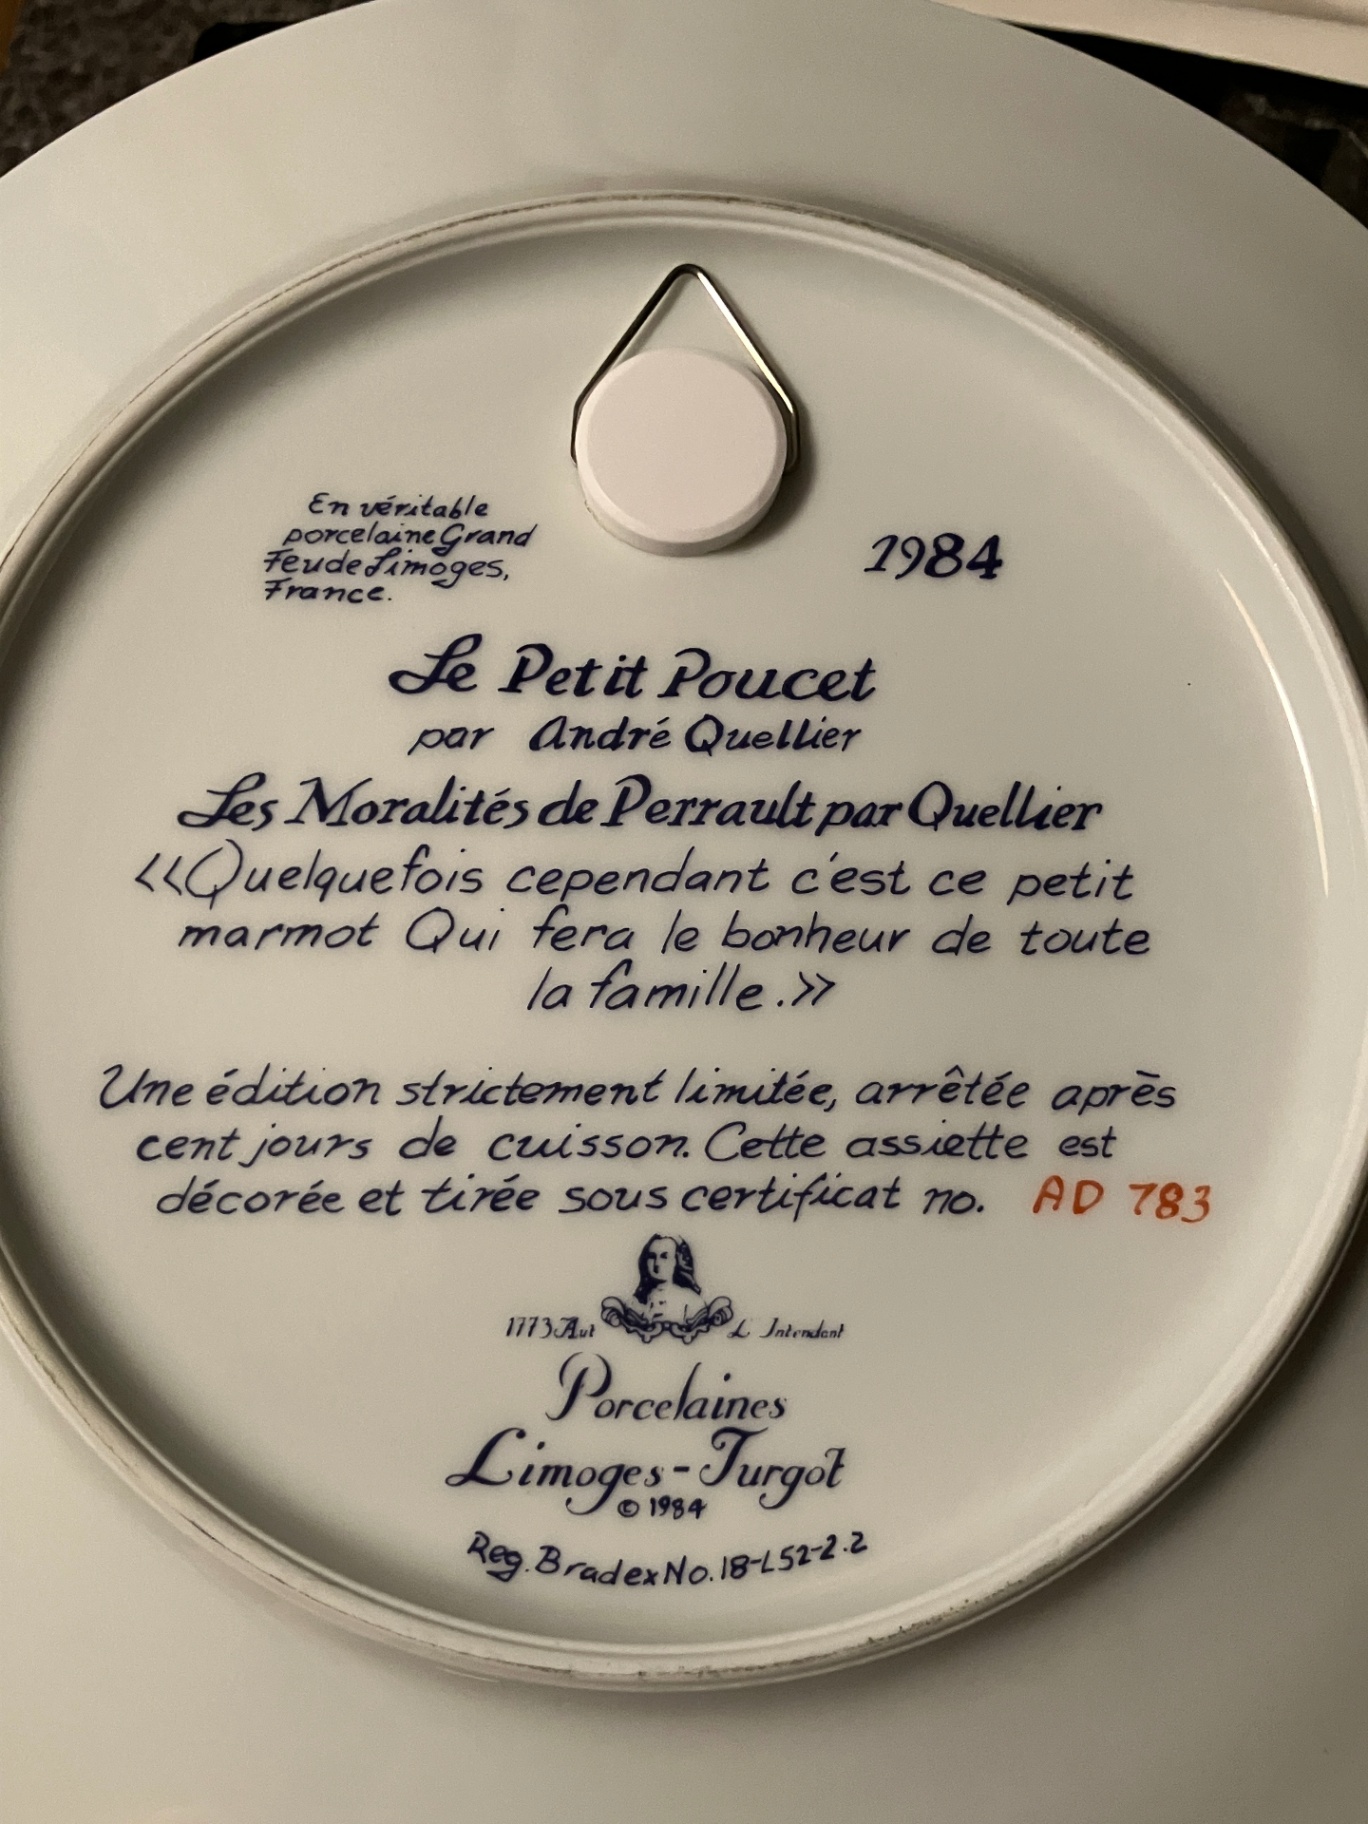 En véritable
porcelaine Grand
Feu de Limoges,
France.
1984
Le Petit Poucet
par André Quellier
Les Moralités de Perrault par Quellier
<<Quelquefois cependant c'est ce petit
marmot Qui fera le bonheur de toute
la famille.>>
Une édition strictement limitée, arrêtée après
cent jours de cuisson. Cette assiette est
décorée et tirée sous certificat no. AD 783
1773 Aut L'Intendant
Porcelaines
Limoges-Turgot
© 1984
Reg. Bradex No. 18-L52-2.2